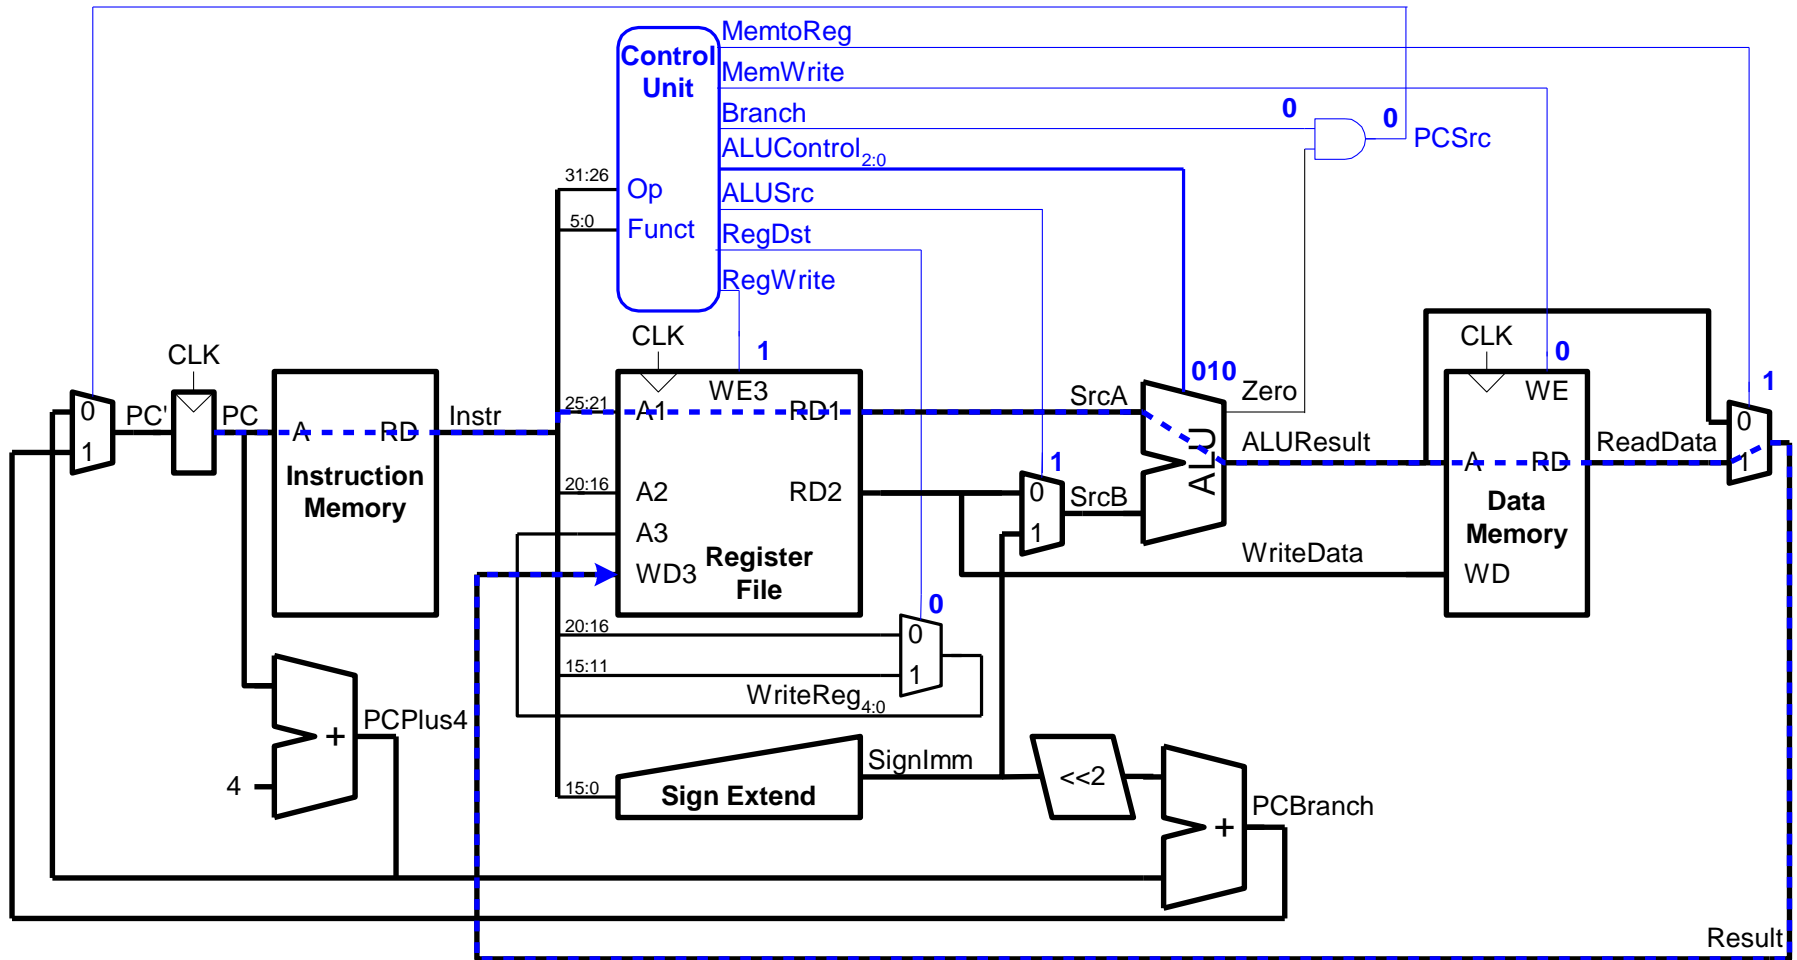 MemtoReg
Control Unit
MemWrite
Branch
0
0
PCSrc
ALUControl2:0
31:26
Op
ALUSrc
5:0
Funct
RegDst
RegWrite
CLK
CLK
CLK
1
0
010
1
WE3
WE
Zero
0
PC'
PC
A
RD
Instr
25:21
A1
RD1
SrcA
ALU
ALUResult
A
RD
ReadData
0
1
1
Instruction Memory
20:16
A2
RD2
1
0
1
SrcB
Data Memory
A3
Register File
WD3
WriteData
WD
20:16
0
0
1
15:11
WriteReg4:0
PCPlus4
+
4
SignImm
15:0
Sign Extend
<<2
PCBranch
+
Result